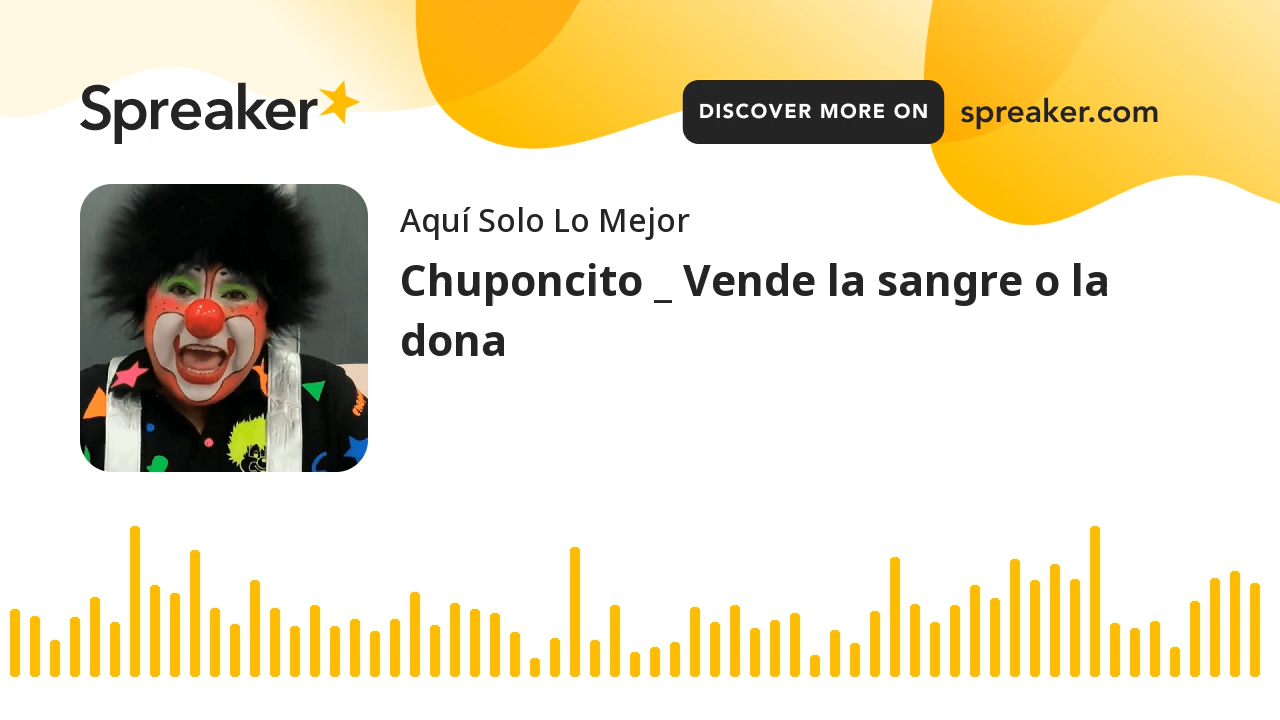 Spreaker
DISCOVER MORE ON spreaker.com
Aquí Solo Lo Mejor
Chuponcito _ Vende la sangre o la
dona